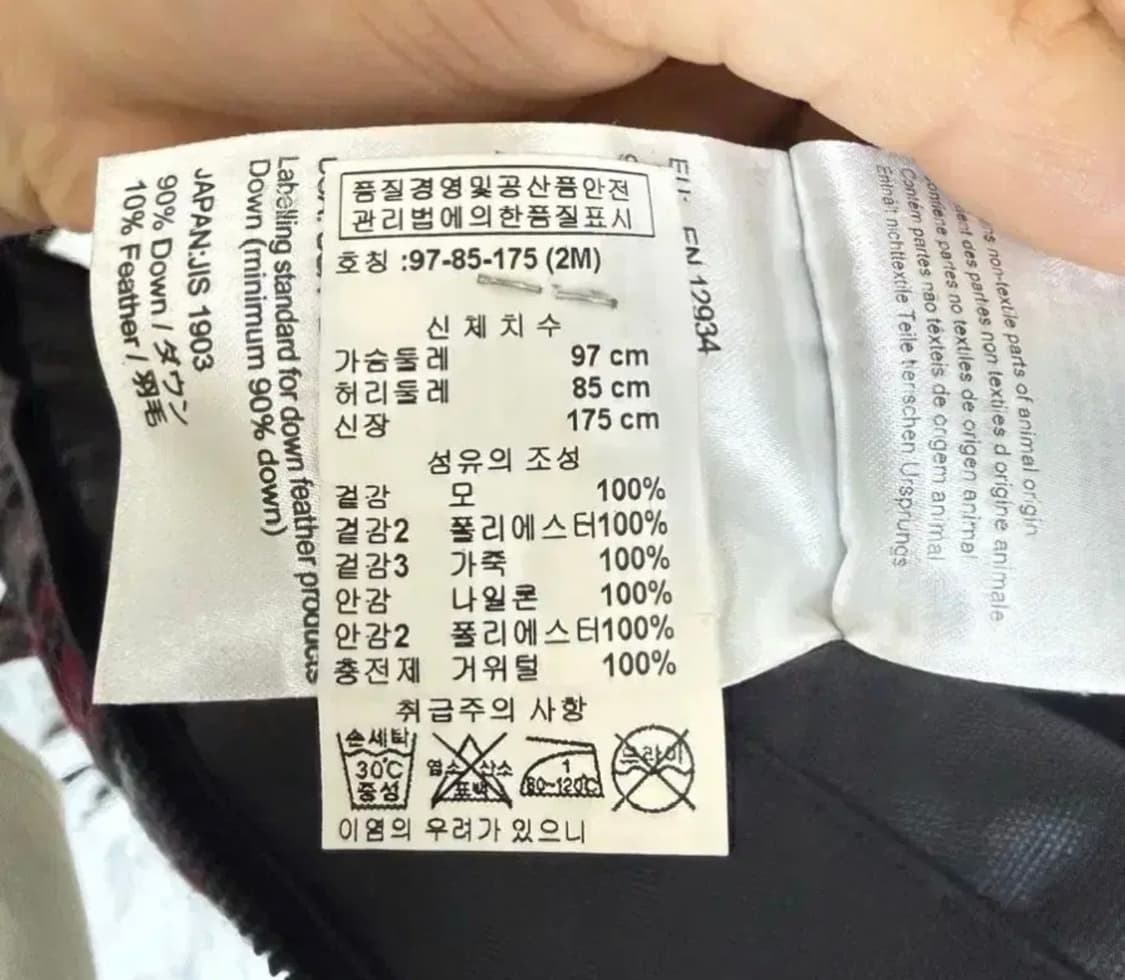 품질경영및공산품안전
관리법에의한품질표시
호칭 :97-85-175 (2M)
신체치수
가슴둘레 97 cm
허리둘레 85 cm
신장 175 cm
섬유의 조성
겉감 모 100%
겉감2 폴리에스터100%
겉감3 가죽 100%
안감 나일론 100%
안감2 폴리에스터100%
충전제 거위털 100%
취급주의 사항
손세탁
30℃
중성
염소 산소
표백
1
80~120℃
드라이
이염의 우려가 있으니
EN 12934
Labelling standard for down feather products
Down (minimum 90% down)
JAPAN:JIS 1903
90% Down / ダウン
10% Feather / 羽毛
non-textile parts of animal origin
des parties non textiles d origine animale
partes no textiles de origen animal
Contém partes não têxteis de origem animal
Enthält nichttextile Teile tierischen Ursprungs